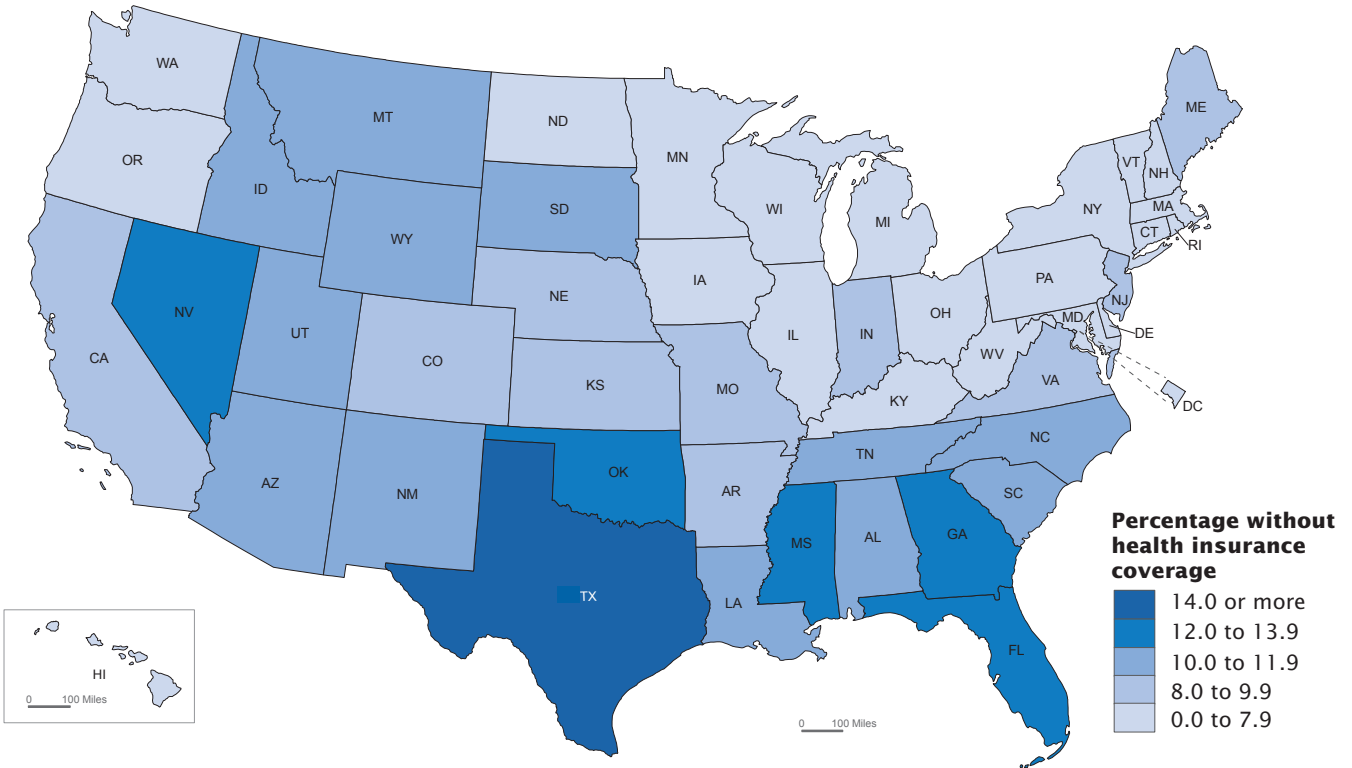 WA
MT
ND
MN
ME
VT
NH
OR
ID
SD
WI
MI
NY
MA
CT
RI
WY
IA
PA
NJ
NE
OH
MD
DE
NV
UT
CO
IL
IN
WV
CA
KS
MO
KY
VA
DC
AZ
NM
OK
TN
NC
AR
SC
MS
AL
GA
TX
LA
FL
HI
0 100 Miles
0 100 Miles
Percentage without
health insurance
coverage
14.0 or more
12.0 to 13.9
10.0 to 11.9
8.0 to 9.9
0.0 to 7.9